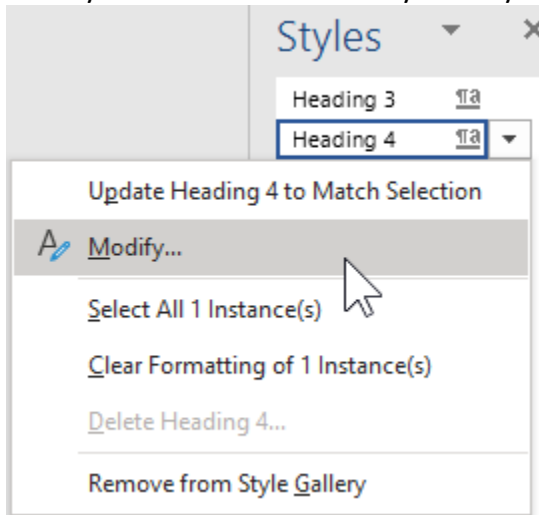 Styles
Heading 3 ¶a
Heading 4 ¶a
Update Heading 4 to Match Selection
Modify...
Select All 1 Instance(s)
Clear Formatting of 1 Instance(s)
Delete Heading 4...
Remove from Style Gallery